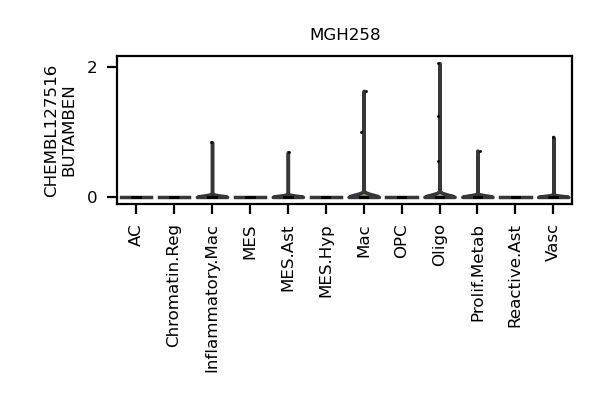 MGH258
CHEMBL127516
BUTAMBEN
2
0
AC
Chromatin.Reg
Inflammatory.Mac
MES
MES.Ast
MES.Hyp
Mac
OPC
Oligo
Prolif.Metab
Reactive.Ast
Vasc